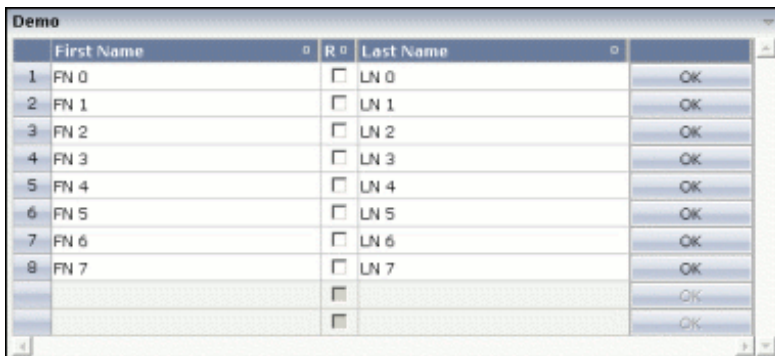 Demo
First Name R Last Name
1 FN 0 LN 0 OK
2 FN 1 LN 1 OK
3 FN 2 LN 2 OK
4 FN 3 LN 3 OK
5 FN 4 LN 4 OK
6 FN 5 LN 5 OK
7 FN 6 LN 6 OK
8 FN 7 LN 7 OK
OK
OK